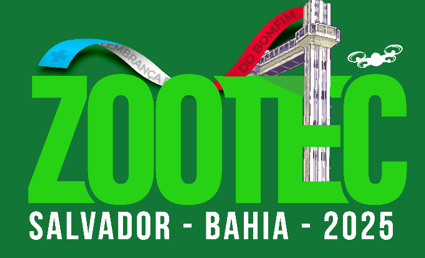 LEMBRANÇA DO BOMFIM
ZOOTEC
SALVADOR - BAHIA - 2025